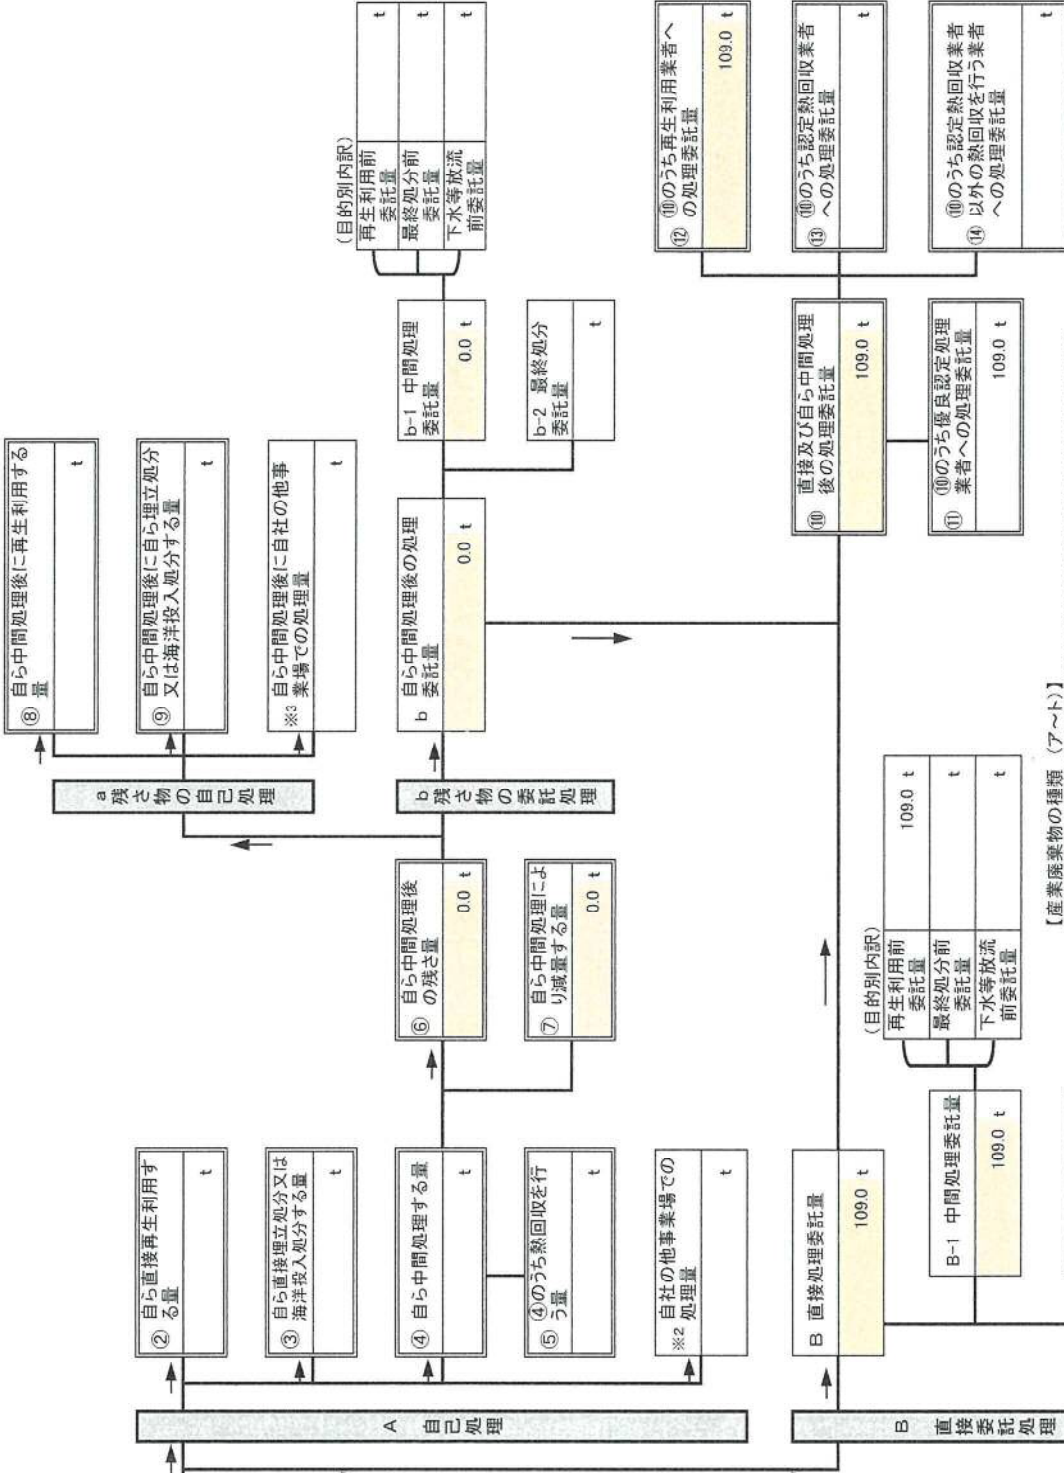 A 自己処理
② 自ら直接再生利用す
る量
t
③ 自ら直接埋立処分又は
海洋投入処分する量
t
④ 自ら中間処理する量
t
⑤ ④のうち熱回収を行
う量
t
※2 自社の他事業場での
処理量
t
⑥ 自ら中間処理後
の残さ量
0.0 t
⑦ 自ら中間処理によ
り減量する量
0.0 t
a 残さ物の自己処理
⑧ 自ら中間処理後に再生利用する
量
t
⑨ 自ら中間処理後に自ら埋立処分
又は海洋投入処分する量
t
※3 自ら中間処理後に自社の他事
業場での処理量
t
b 残さ物の委託処理
b 自ら中間処理後の処理
委託量
0.0 t
b-1 中間処理
委託量
0.0 t
b-2 最終処分
委託量
t
(目的別内訳)
再生利用前
委託量
t
最終処分前
委託量
t
下水等放流
前委託量
t
B 直接委託処理
B 直接処理委託量
109.0 t
B-1 中間処理委託量
109.0 t
(目的別内訳)
再生利用前
委託量
109.0 t
最終処分前
委託量
t
下水等放流
前委託量
t
⑩ 直接及び自ら中間処理
後の処理委託量
109.0 t
⑪ ⑩のうち優良認定処理
業者への処理委託量
109.0 t
⑫ ⑩のうち再生利用業者へ
の処理委託量
109.0 t
⑬ ⑩のうち認定熱回収業者
への処理委託量
t
⑭ ⑩のうち認定熱回収業者
以外の熱回収を行う業者
への処理委託量
t
【産業廃棄物の種類 (ア～ト)】